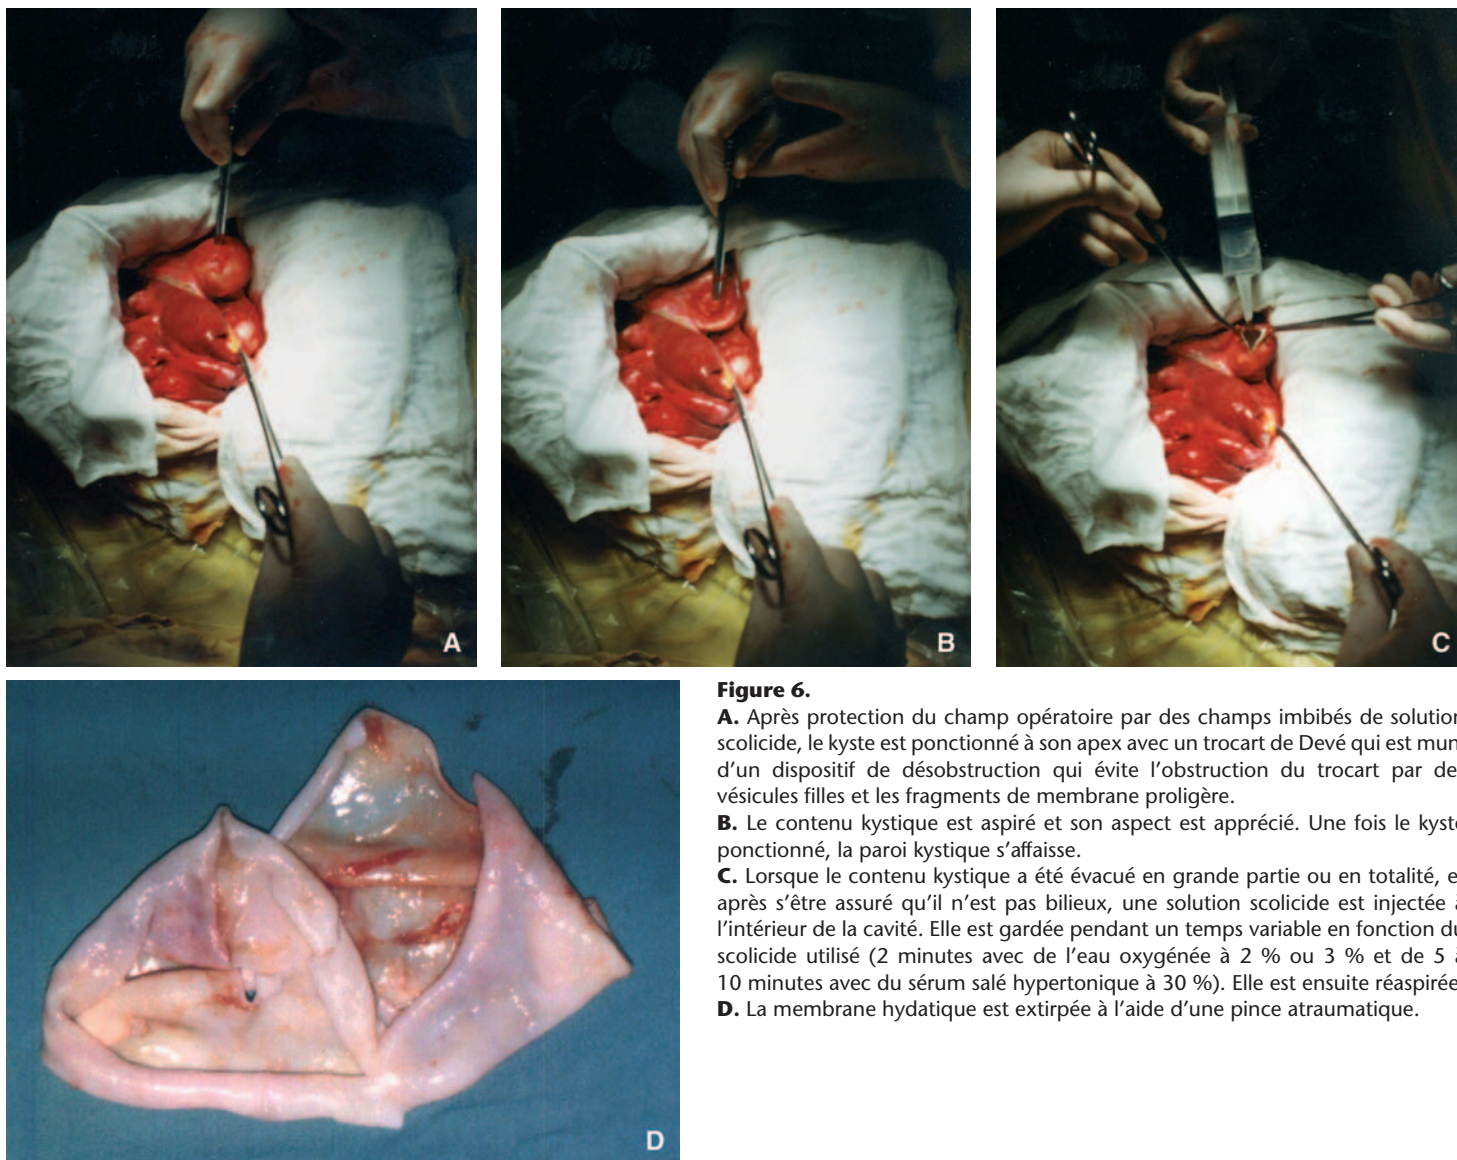 A
B
C
D
Figure 6.
A. Après protection du champ opératoire par des champs imbibés de solution
scolicide, le kyste est ponctionné à son apex avec un trocart de Devé qui est mun
d'un dispositif de désobstruction qui évite l'obstruction du trocart par de
vésicules filles et les fragments de membrane proligère.
B. Le contenu kystique est aspiré et son aspect est apprécié. Une fois le kyste
ponctionné, la paroi kystique s'affaisse.
C. Lorsque le contenu kystique a été évacué en grande partie ou en totalité, e
après s'être assuré qu'il n'est pas bilieux, une solution scolicide est injectée à
l'intérieur de la cavité. Elle est gardée pendant un temps variable en fonction du
scolicide utilisé (2 minutes avec de l'eau oxygénée à 2 % ou 3 % et de 5 à
10 minutes avec du sérum salé hypertonique à 30 %). Elle est ensuite réaspirée
D. La membrane hydatique est extirpée à l'aide d'une pince atraumatique.